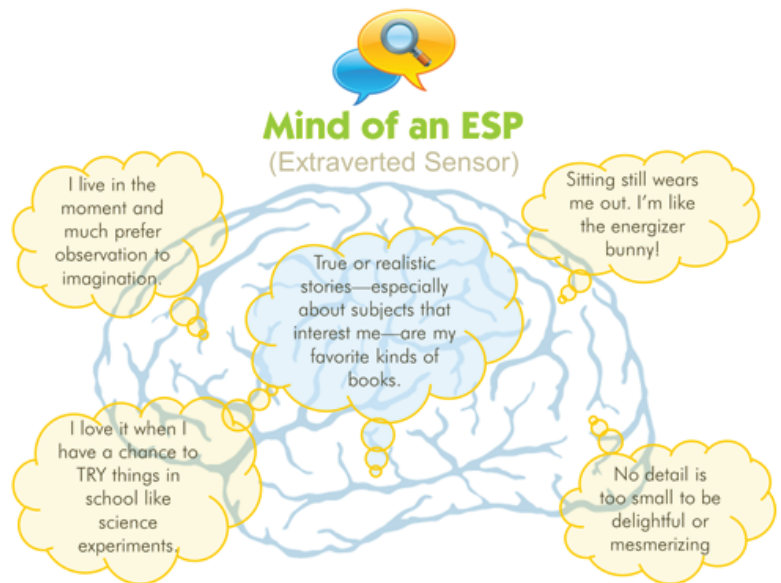 Mind of an ESP
(Extraverted Sensor)
I live in the
moment and
much prefer
observation to
imagination.
Sitting still wears
me out. I'm like
the energizer
bunny!
True or realistic
stories—especially
about subjects that
interest me—are my
favorite kinds of
books.
I love it when I
have a chance to
TRY things in
school like
science
experiments.
No detail is
too small to be
delightful or
mesmerizing